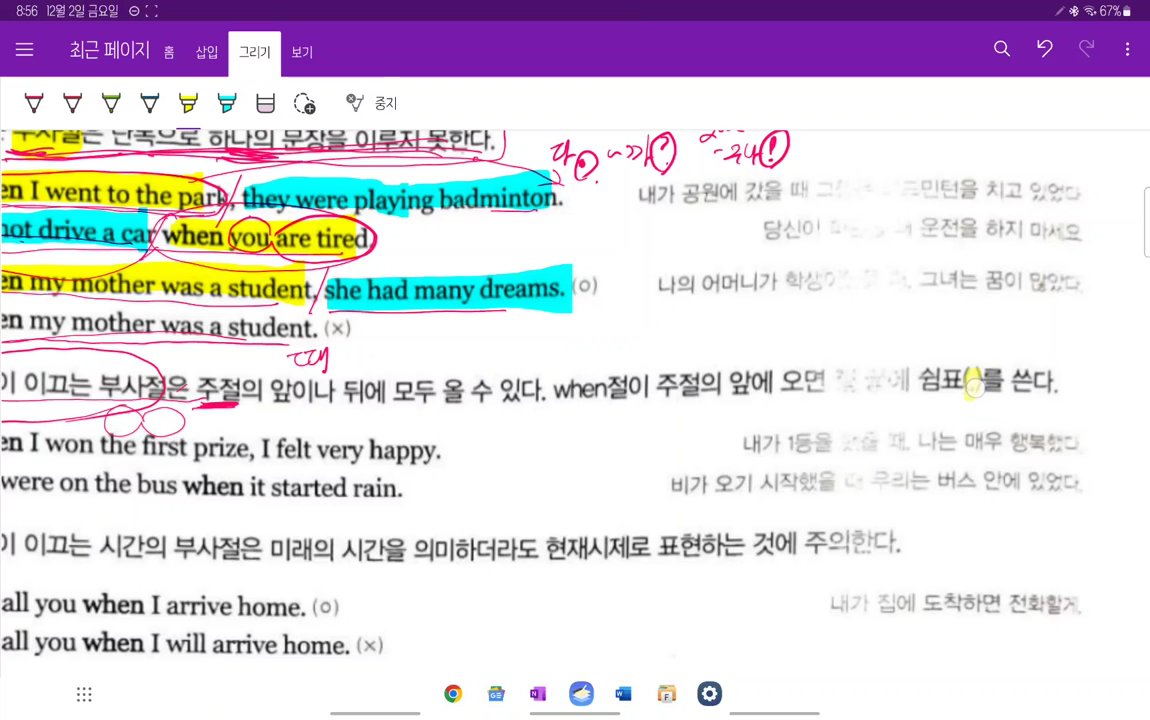 8:56 12월 2일 금요일
67%
최근 페이지 홈 삽입 그리기 보기
중지
부사절은 단독으로 하나의 문장을 이루지 못한다.
다. ? !
en I went to the park, they were playing badminton. 내가 공원에 갔을 때 치고 있었다
not drive a car when you are tired. 당신이 운전을 하지 마세요
en my mother was a student, she had many dreams. (o) 나의 어머니가 그녀는 꿈이 많았다.
en my mother was a student. (×)
이 이끄는 부사절은 주절의 앞이나 뒤에 모두 올 수 있다. when절이 주절의 앞에 오면 쉼표(,)를 쓴다.
en I won the first prize, I felt very happy. 내가 1등을 했을 때, 나는 매우 행복했다.
were on the bus when it started rain. 비가 오기 시작했을 때 우리는 버스 안에 있었다.
이 이끄는 시간의 부사절은 미래의 시간을 의미하더라도 현재시제로 표현하는 것에 주의한다.
all you when I arrive home. (o) 내가 집에 도착하면 전화할게.
all you when I will arrive home. (×)